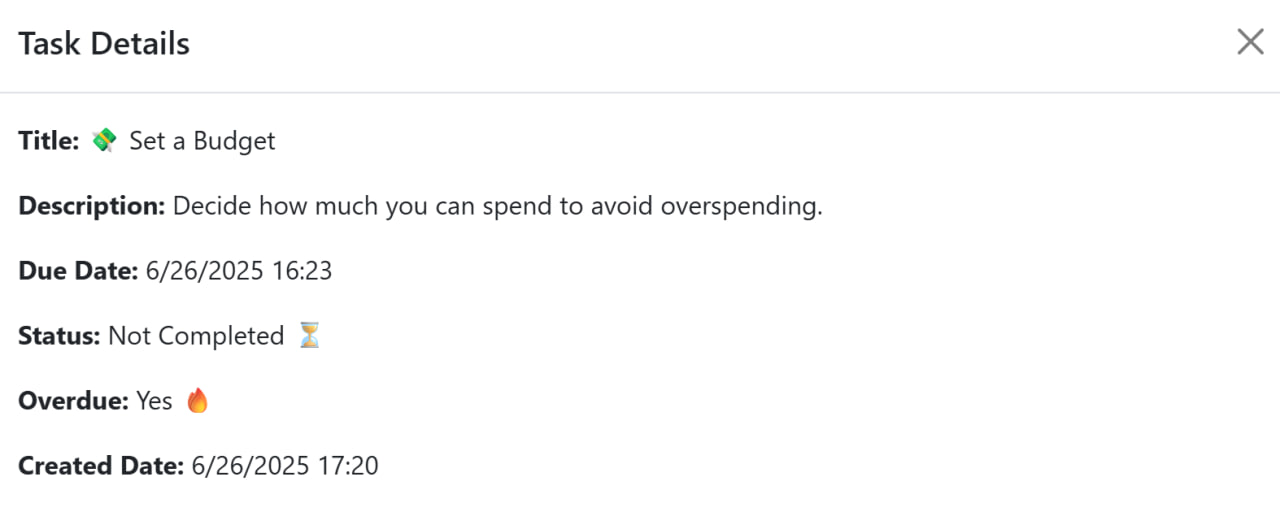 Task Details
Title: 💸 Set a Budget
Description: Decide how much you can spend to avoid overspending.
Due Date: 6/26/2025 16:23
Status: Not Completed ⏳
Overdue: Yes 🔥
Created Date: 6/26/2025 17:20